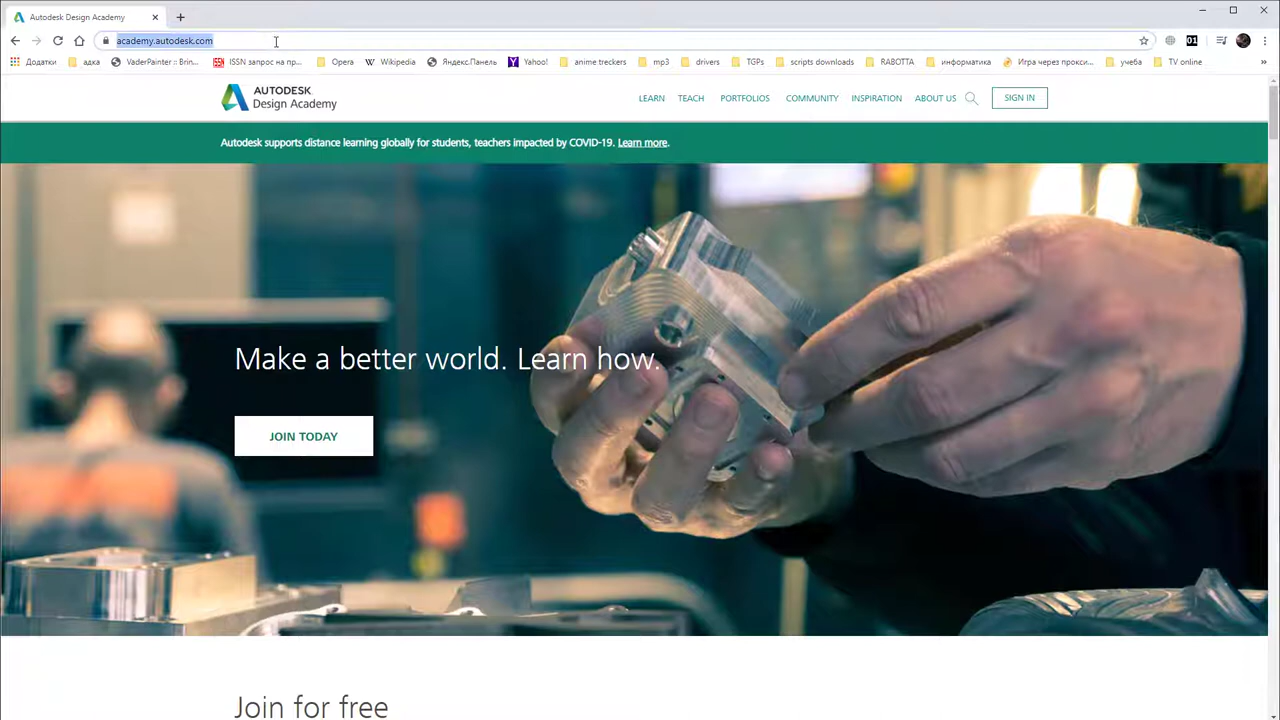 Autodesk Design Academy
academy.autodesk.com
Додатки
адка
VaderPainter :: Brin...
ISSN запрос на пр...
Opera
Wikipedia
Яндекс.Панель
Yahoo!
anime treckers
mp3
drivers
TGPs
scripts downloads
RABOTTA
информатика
Игра через прокси...
учеба
TV online
AUTODESK
Design Academy
LEARN
TEACH
PORTFOLIOS
COMMUNITY
INSPIRATION
ABOUT US
SIGN IN
Autodesk supports distance learning globally for students, teachers impacted by COVID-19. Learn more.
Make a better world. Learn how.
JOIN TODAY
Join for free